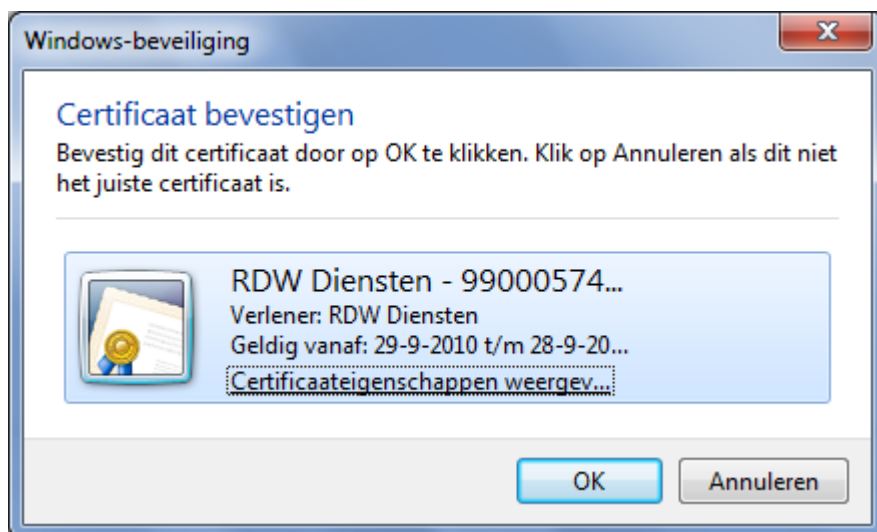 Windows-beveiliging
Certificaat bevestigen
Bevestig dit certificaat door op OK te klikken. Klik op Annuleren als dit niet
het juiste certificaat is.
RDW Diensten - 99000574...
Verlener: RDW Diensten
Geldig vanaf: 29-9-2010 t/m 28-9-20...
Certificaateigenschappen weergev...
OK
Annuleren